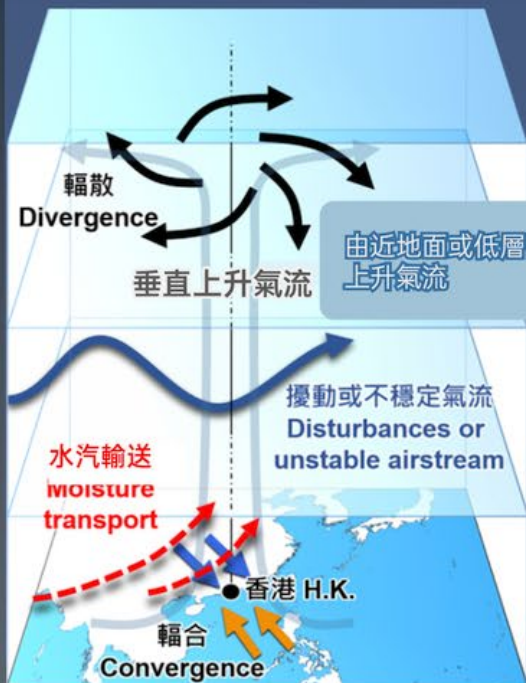 輻散
Divergence
由近地面或低層
上升氣流
垂直上升氣流
擾動或不穩定氣流
Disturbances or
unstable airstream
水汽輸送
Moisture
transport
香港 H.K.
輻合
Convergence